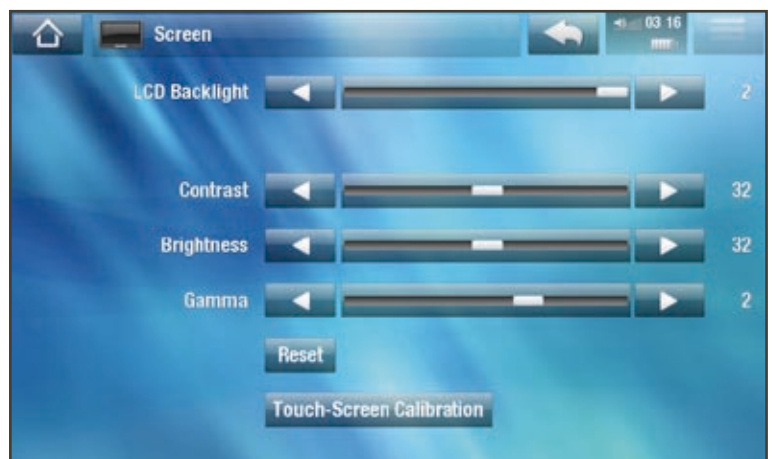 Screen
03 16
LCD Backlight 2
Contrast 32
Brightness 32
Gamma 2
Reset
Touch-Screen Calibration